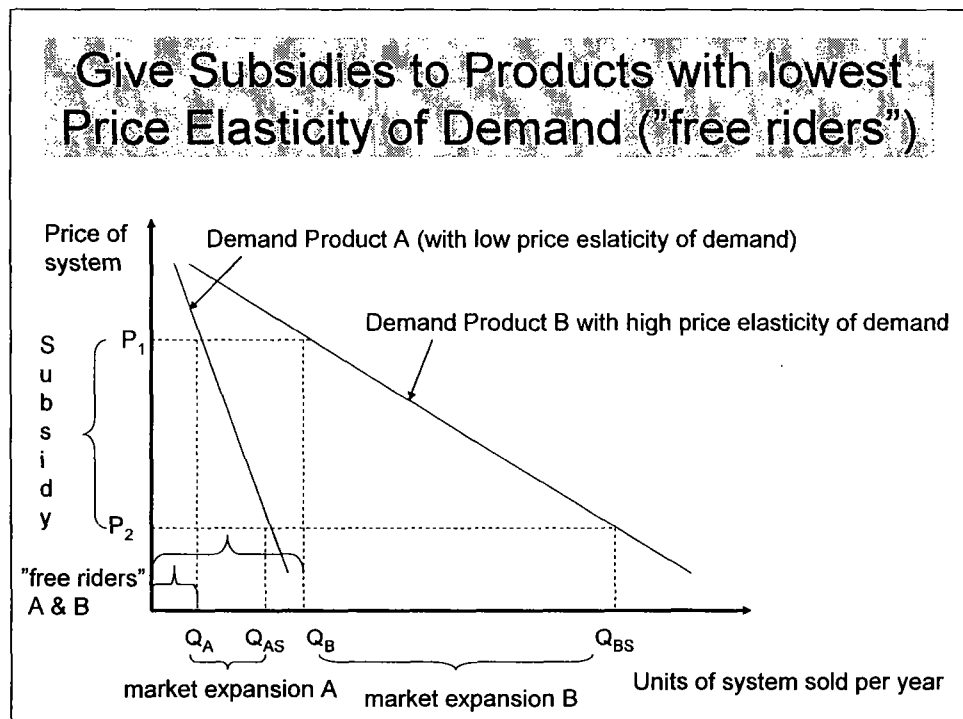 Give Subsidies to Products with lowest
Price Elasticity of Demand ("free riders")
Price of
system
Demand Product A (with low price eslaticity of demand)
Demand Product B with high price elasticity of demand
Subsidy
P1
P2
"free riders"
A & B
QA QAS QB QBS
market expansion A
market expansion B
Units of system sold per year